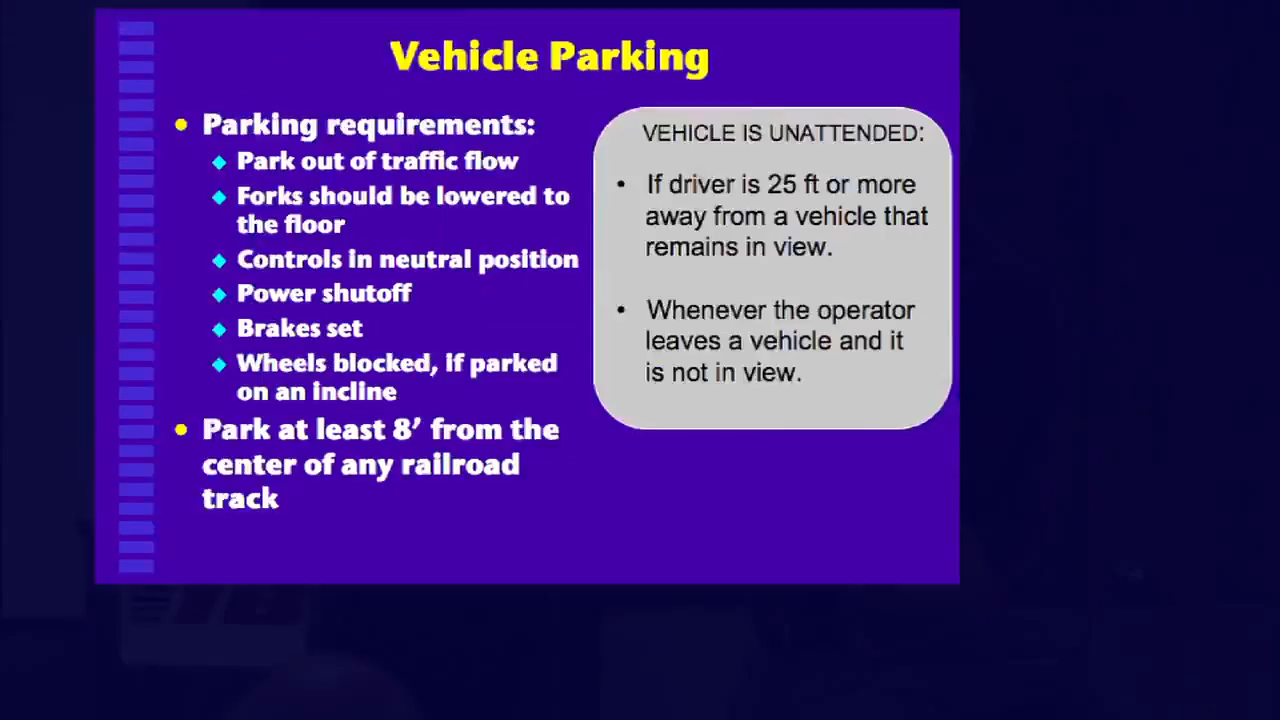 Vehicle Parking
• Parking requirements:
◆ Park out of traffic flow
◆ Forks should be lowered to
the floor
◆ Controls in neutral position
◆ Power shutoff
◆ Brakes set
◆ Wheels blocked, if parked
on an incline
• Park at least 8’ from the
center of any railroad
track
VEHICLE IS UNATTENDED:
• If driver is 25 ft or more
away from a vehicle that
remains in view.
• Whenever the operator
leaves a vehicle and it
is not in view.